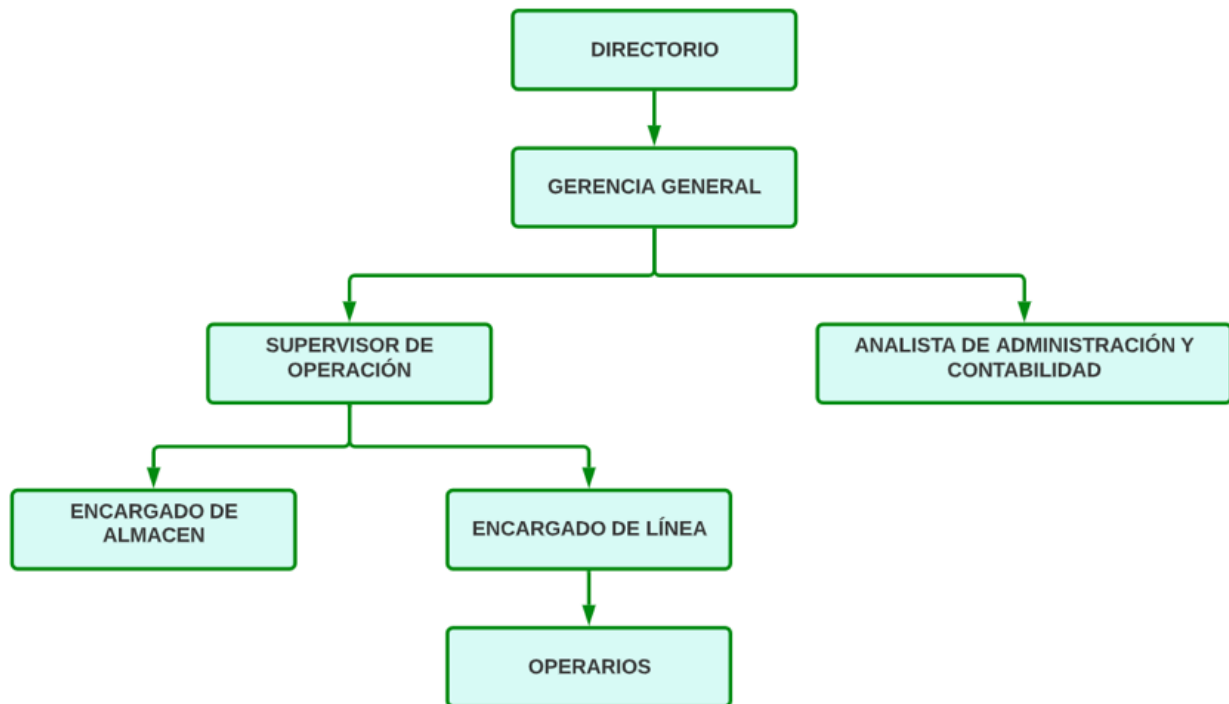 DIRECTORIO
GERENCIA GENERAL
SUPERVISOR DE
OPERACIÓN
ANALISTA DE ADMINISTRACIÓN Y
CONTABILIDAD
ENCARGADO DE
ALMACEN
ENCARGADO DE LÍNEA
OPERARIOS